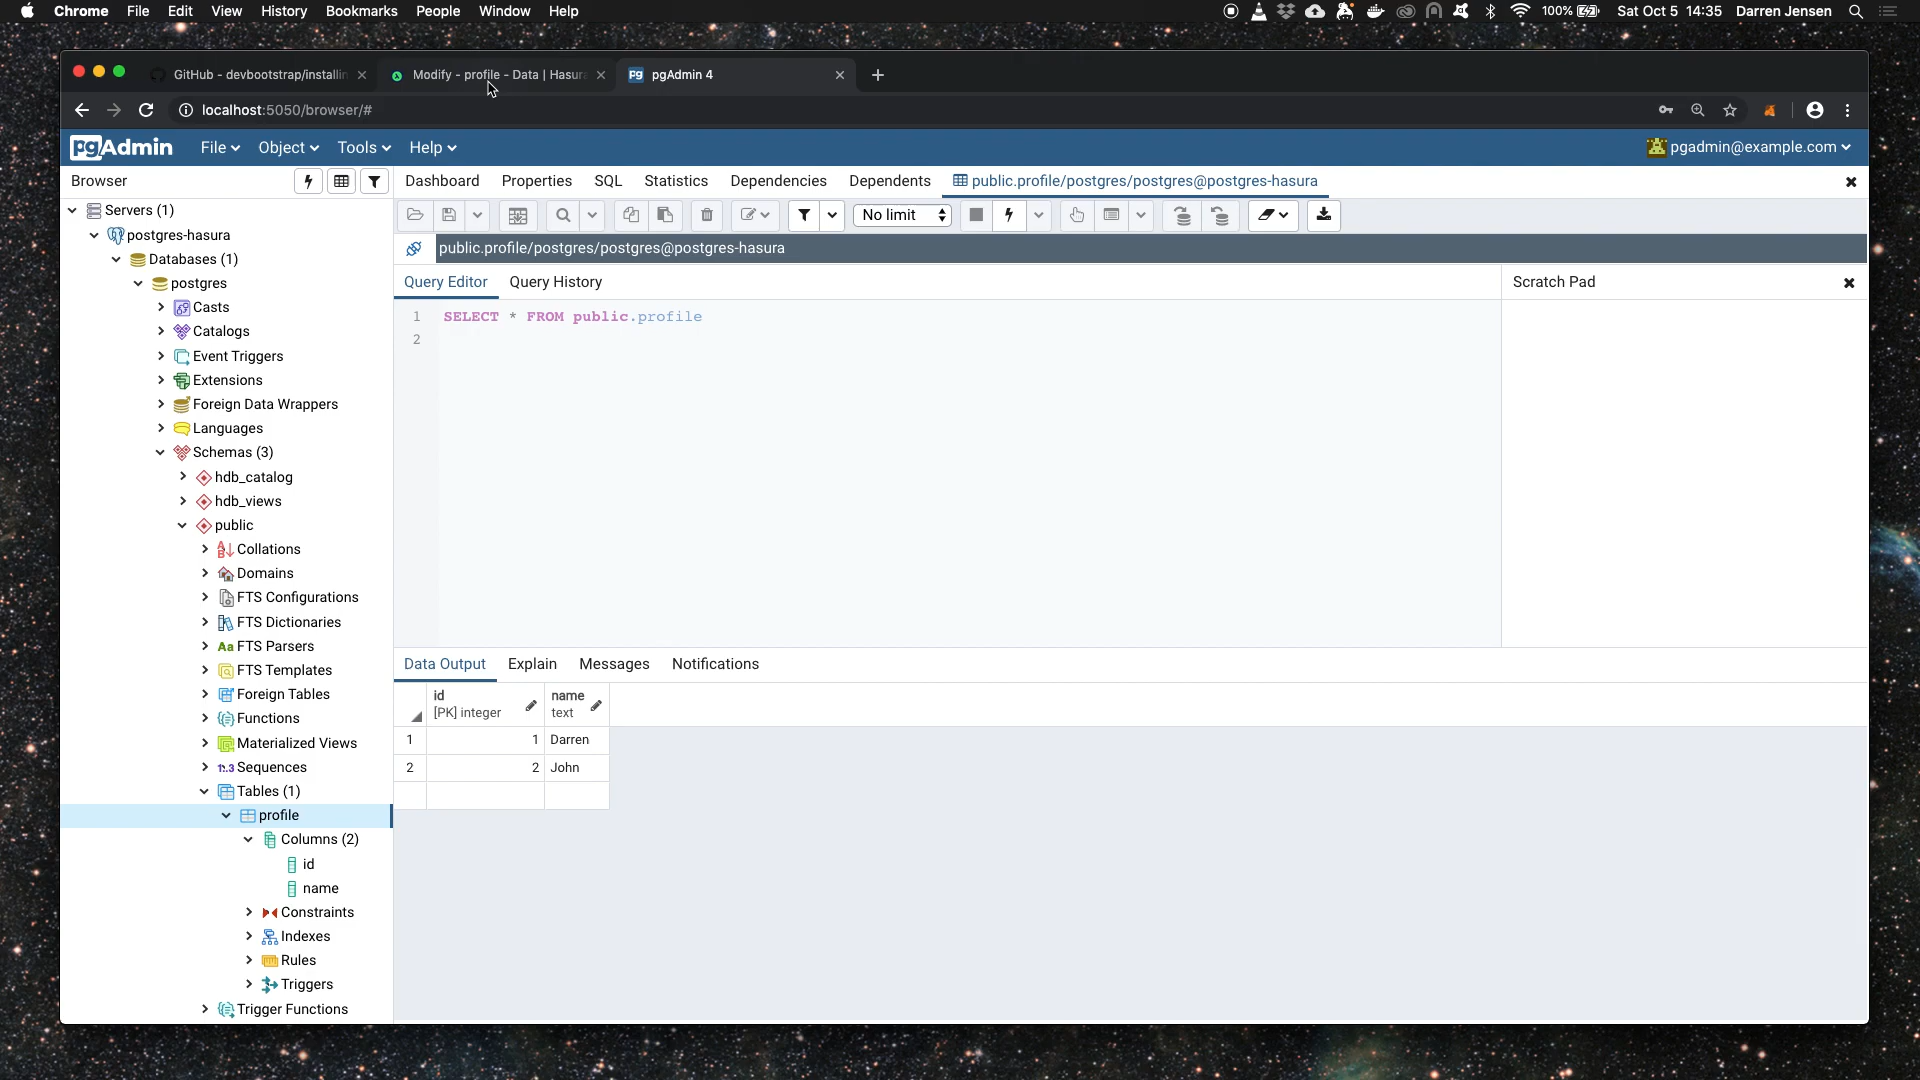 Chrome File Edit View History Bookmarks People Window Help 100% Sat Oct 5 14:35 Darren Jensen
GitHub - devbootstrap/installin Modify - profile - Data | Hasura pgAdmin 4
localhost:5050/browser/#
pgAdmin File Object Tools Help pgadmin@example.com
Browser
Dashboard Properties SQL Statistics Dependencies Dependents public.profile/postgres/postgres@postgres-hasura
No limit
public.profile/postgres/postgres@postgres-hasura
Query Editor Query History
Scratch Pad
1 SELECT * FROM public.profile
2
Servers (1)
postgres-hasura
Databases (1)
postgres
Casts
Catalogs
Event Triggers
Extensions
Foreign Data Wrappers
Languages
Schemas (3)
hdb_catalog
hdb_views
public
Collations
Domains
FTS Configurations
FTS Dictionaries
Aa FTS Parsers
FTS Templates
Foreign Tables
Functions
Materialized Views
1..3 Sequences
Tables (1)
profile
Columns (2)
id
name
Constraints
Indexes
Rules
Triggers
Trigger Functions
Data Output Explain Messages Notifications
id name
[PK] integer text
1 1 Darren
2 2 John